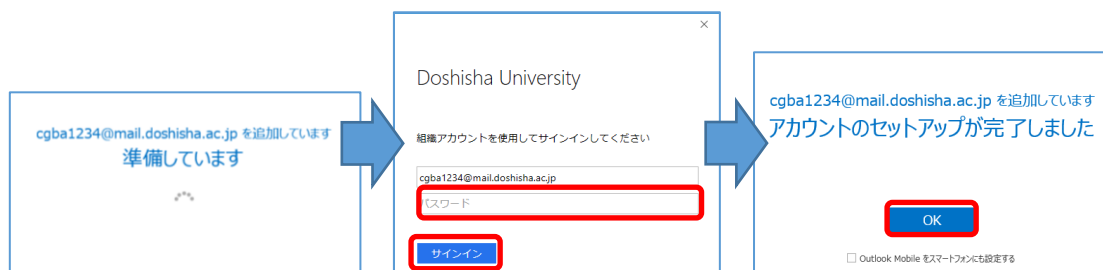 cgba1234@mail.doshisha.ac.jp を追加しています
準備しています
×
Doshisha University
組織アカウントを使用してサインインしてください
cgba1234@mail.doshisha.ac.jp
パスワード
サインイン
cgba1234@mail.doshisha.ac.jp を追加しています
アカウントのセットアップが完了しました
OK
Outlook Mobile をスマートフォンにも設定する